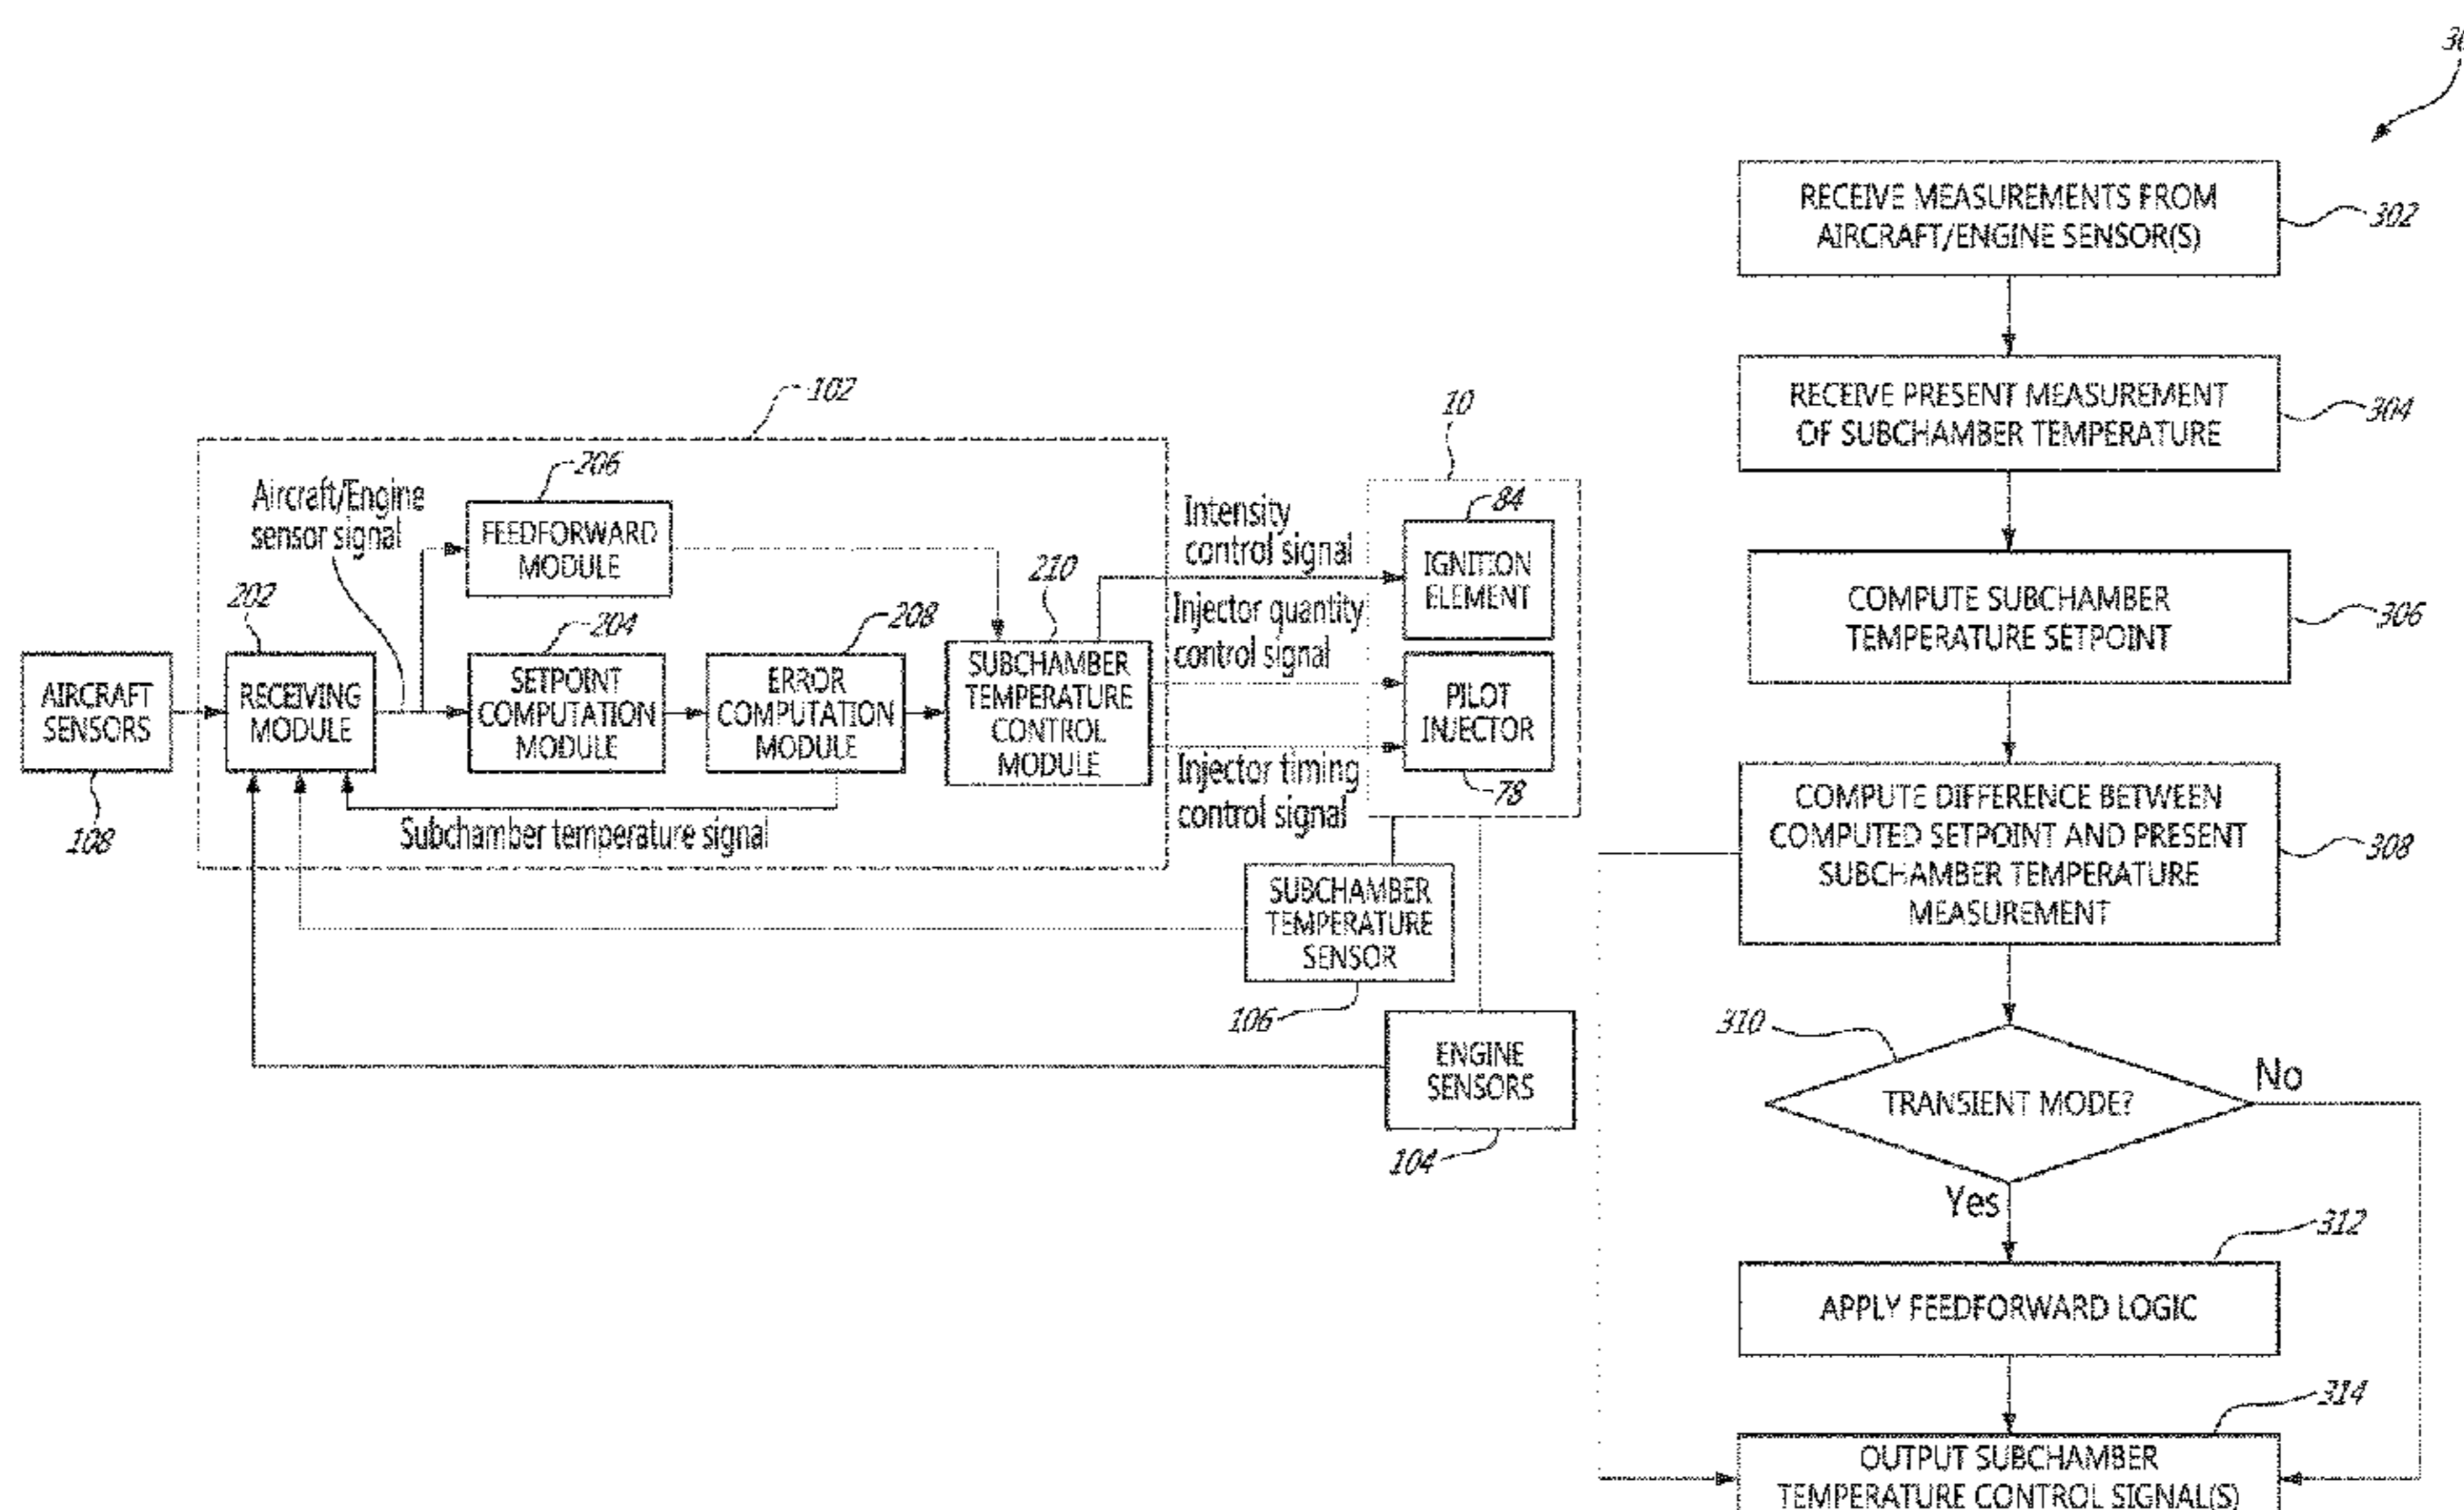 102
Aircraft/Engine
sensor signal
206
FEEDFORWARD
MODULE
202
RECEIVING
MODULE
AIRCRAFT
SENSORS
108
204
SETPOINT
COMPUTATION
MODULE
208
ERROR
COMPUTATION
MODULE
210
SUBCHAMBER
TEMPERATURE
CONTROL
MODULE
Subchamber temperature signal
Intensity
control signal
Injector quantity
control signal
Injector timing
control signal
10
84
IGNITION
ELEMENT
PILOT
INJECTOR
78
SUBCHAMBER
TEMPERATURE
SENSOR
106
ENGINE
SENSORS
104
RECEIVE MEASUREMENTS FROM
AIRCRAFT/ENGINE SENSOR(S)
302
RECEIVE PRESENT MEASUREMENT
OF SUBCHAMBER TEMPERATURE
304
COMPUTE SUBCHAMBER
TEMPERATURE SETPOINT
306
COMPUTE DIFFERENCE BETWEEN
COMPUTED SETPOINT AND PRESENT
SUBCHAMBER TEMPERATURE
MEASUREMENT
308
310
TRANSIENT MODE?
No
Yes
312
APPLY FEEDFORWARD LOGIC
314
OUTPUT SUBCHAMBER
TEMPERATURE CONTROL SIGNAL(S)